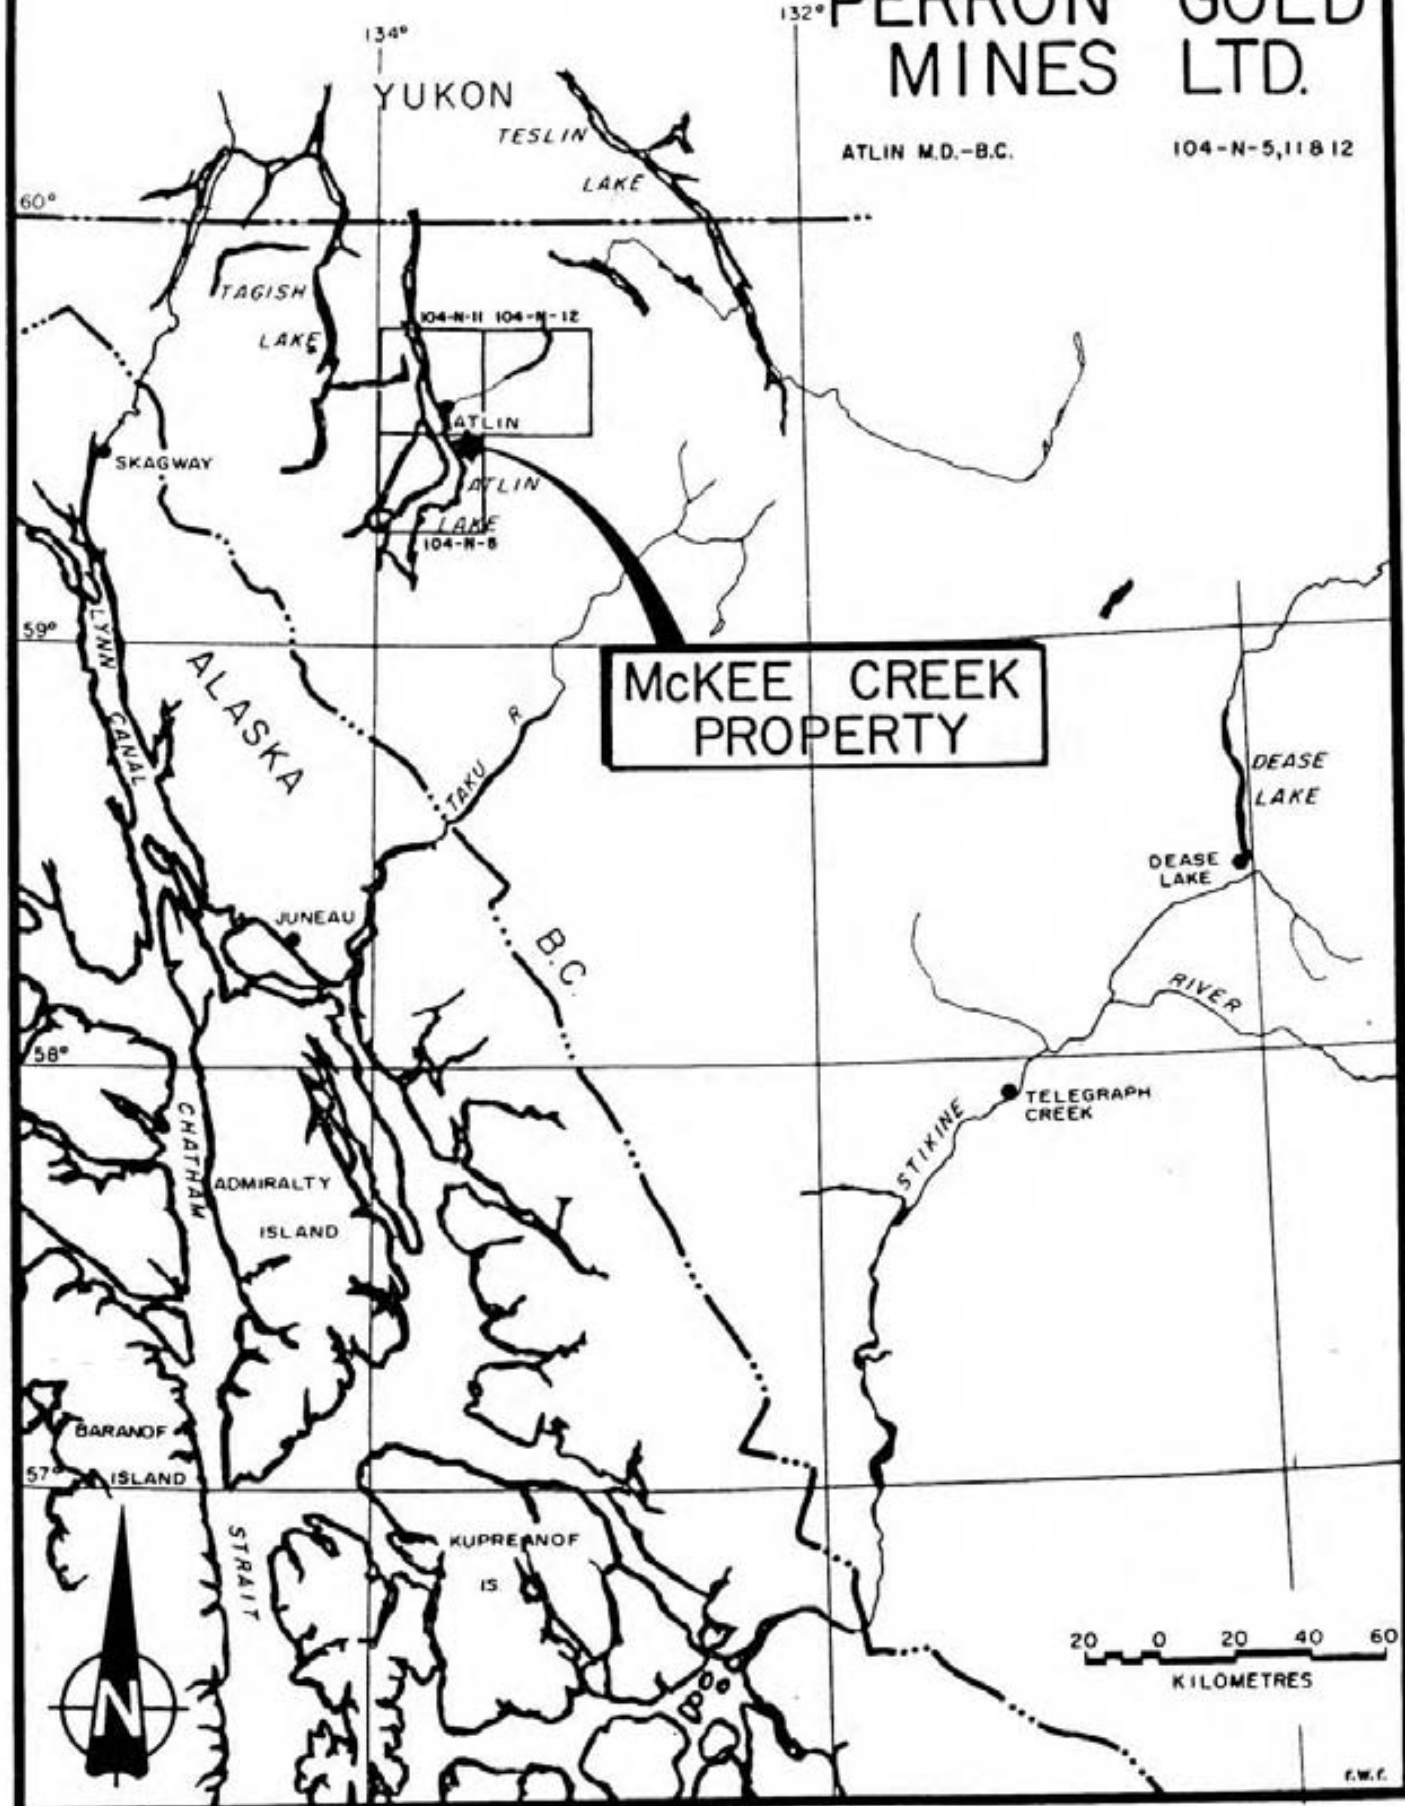 132° PERRON GOLD
MINES LTD.
134°
YUKON
TESLIN
LAKE
ATLIN M.D.-B.C. 104-N-5,11&12
60°
TAGISH
LAKE
104-N-11 104-N-12
ATLIN
SKAGWAY
ATLIN
LAKE
104-N-5
59°
LYNN
CANAL
ALASKA
McKEE CREEK
PROPERTY
TAKU R
DEASE
LAKE
DEASE
LAKE
JUNEAU
B.C.
RIVER
58°
TELEGRAPH
CREEK
STIKINE
CHATHAM
ADMIRALTY
ISLAND
BARANOF
ISLAND
57°
STRAIT
KUPREANOF
IS
20 0 20 40 60
KILOMETRES
N
r.w.r.